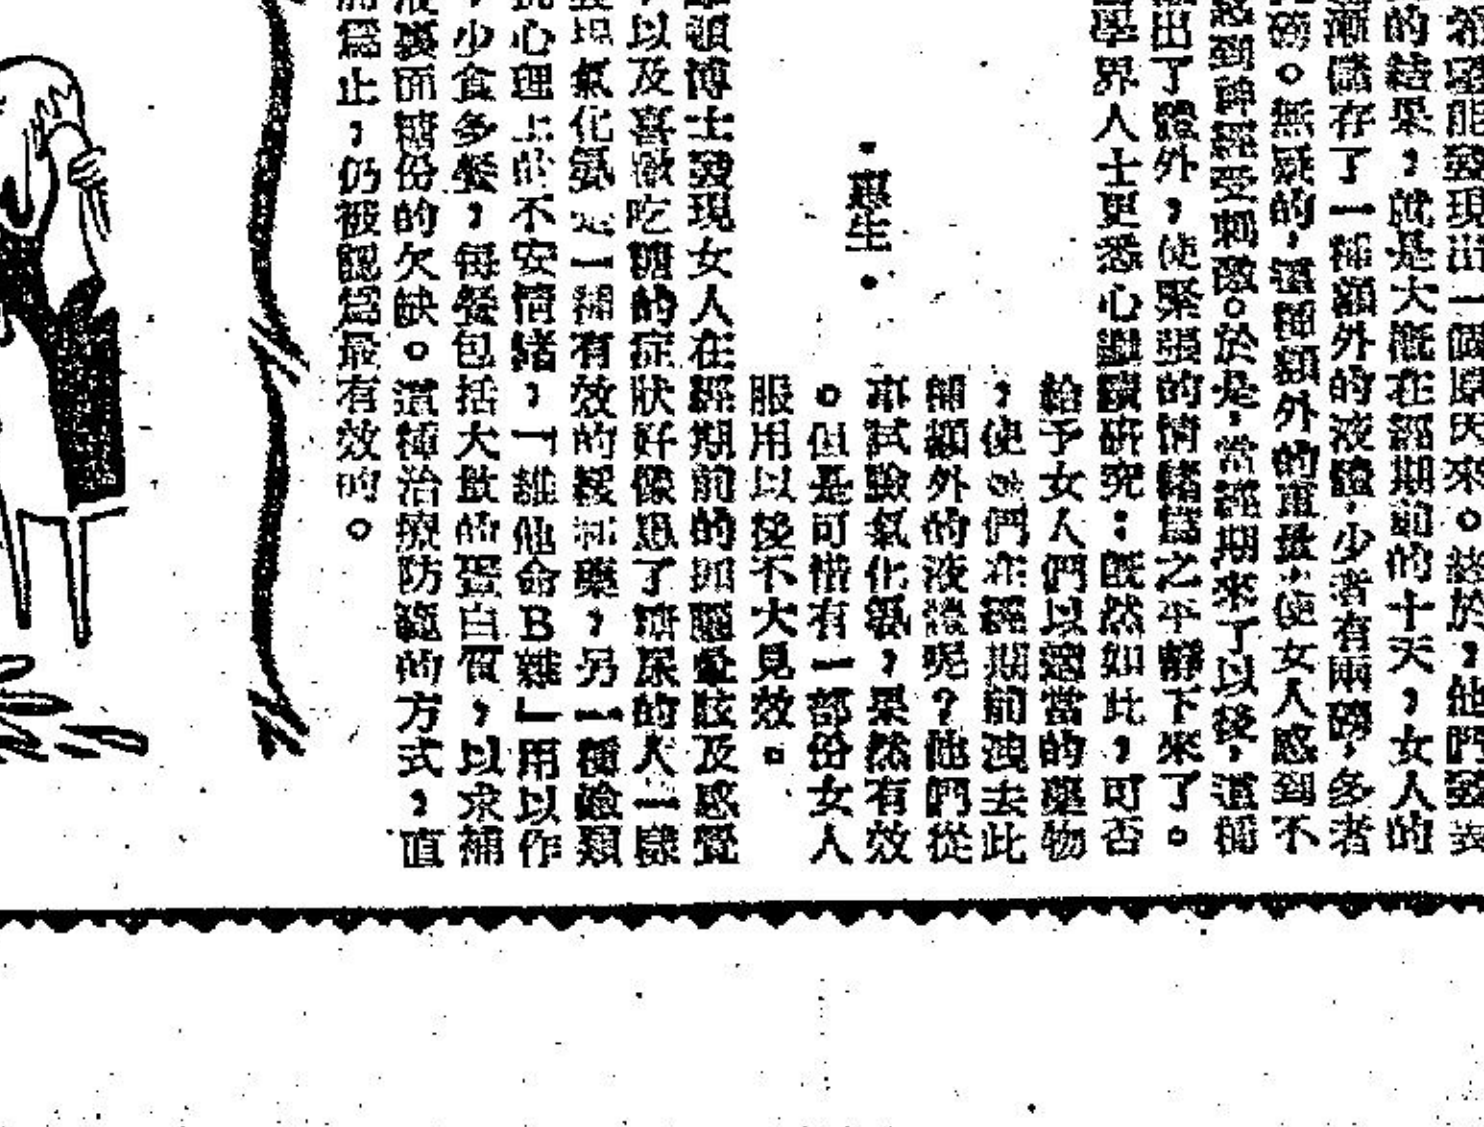 希望能發現出一個原因來。終於,他們發表
的結果,就是大概在經期前的十天,女人的
漸儲存了一種額外的液體,少者有兩磅,多者
磅。無疑的,這種額外的重量,使女人感到不
感到神經受刺激。於是,當經期來了以後,這種
出了體外,使緊張的情緒爲之平靜下來了。
學界人士更悉心繼續研究:既然如此,可否
給予女人們以適當的藥物
,使她們在經期前洩去此
種額外的液體呢?他們從
事試驗氯化氨,果然有效
。但是可惜有一部份女人
服用以後不大見效。
·惠生·
頓博士發現女人在經期前的如頭暈眩及感覺
,以及喜歡吃糖的症狀好像患了糖尿的人一樣
氯化氨是一種有效的緩和藥,另一種維類
心理上的不安情緒,「維他命B雜」用以作
,少食多餐,每餐包括大量的蛋白質,以求補
液裏面糖份的欠缺。這種治療防範的方式,直
前爲止,仍被認爲最有效的。